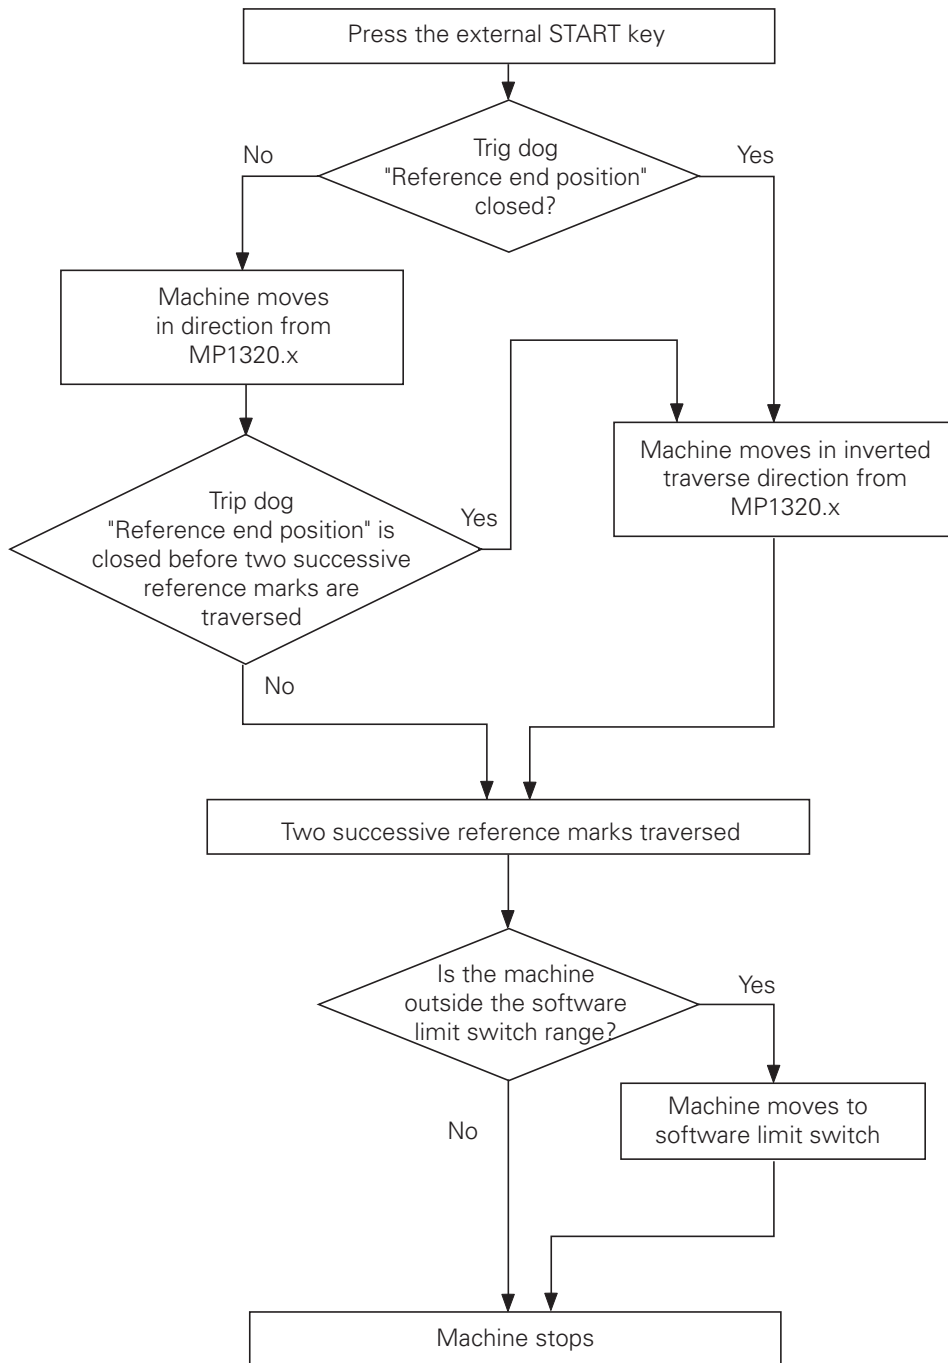 Press the external START key
Trig dog
"Reference end position"
closed?
No
Yes
Machine moves
in direction from
MP1320.x
Machine moves in inverted
traverse direction from
MP1320.x
Trip dog
"Reference end position" is
closed before two successive
reference marks are
traversed
Yes
No
Two successive reference marks traversed
Is the machine
outside the software
limit switch range?
Yes
No
Machine moves to
software limit switch
Machine stops